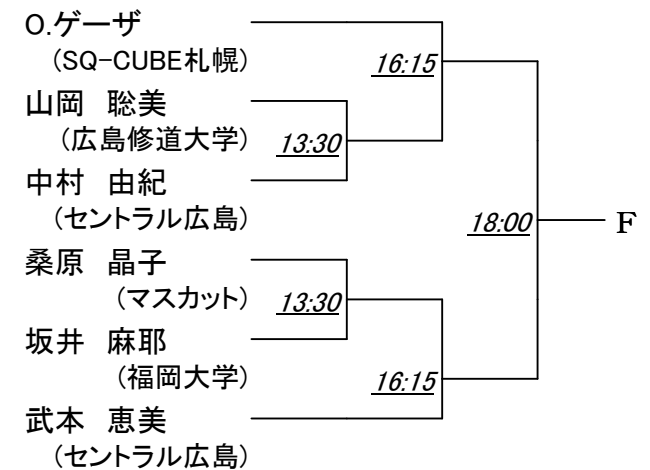 O.ゲーザ
(SQ-CUBE札幌)
16:15
山岡　聡美
(広島修道大学)
13:30
中村　由紀
(セントラル広島)
18:00
F
桑原　晶子
(マスカット)
13:30
坂井　麻耶
(福岡大学)
16:15
武本　恵美
(セントラル広島)